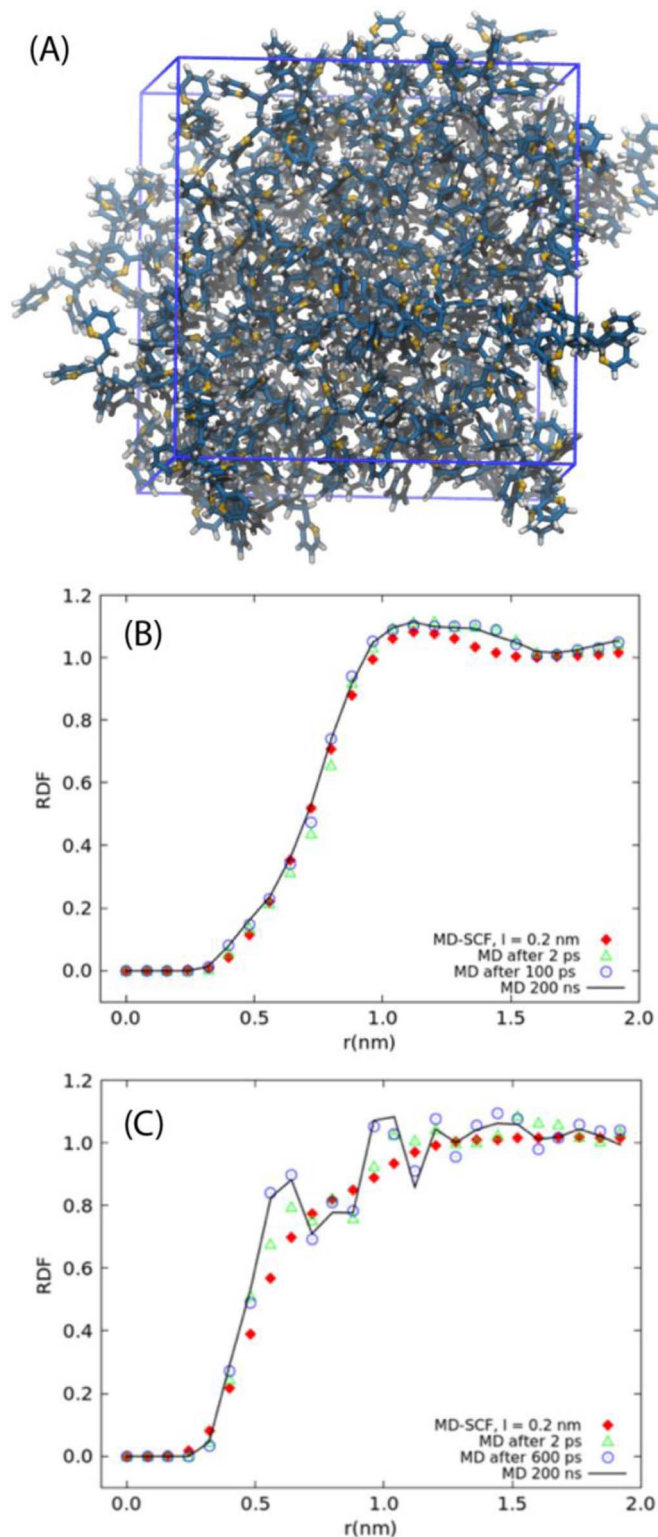 (A)
1.2
1.0
0.8
0.6
0.4
0.2
0.0
RDF
(B)
MD-SCF, l = 0.2 nm
MD after 2 ps
MD after 100 ps
MD 200 ns
0.0 0.5 1.0 1.5 2.0
r(nm)
1.2
1.0
0.8
0.6
0.4
0.2
0.0
RDF
(C)
MD-SCF, l = 0.2 nm
MD after 2 ps
MD after 600 ps
MD 200 ns
0.0 0.5 1.0 1.5 2.0
r(nm)